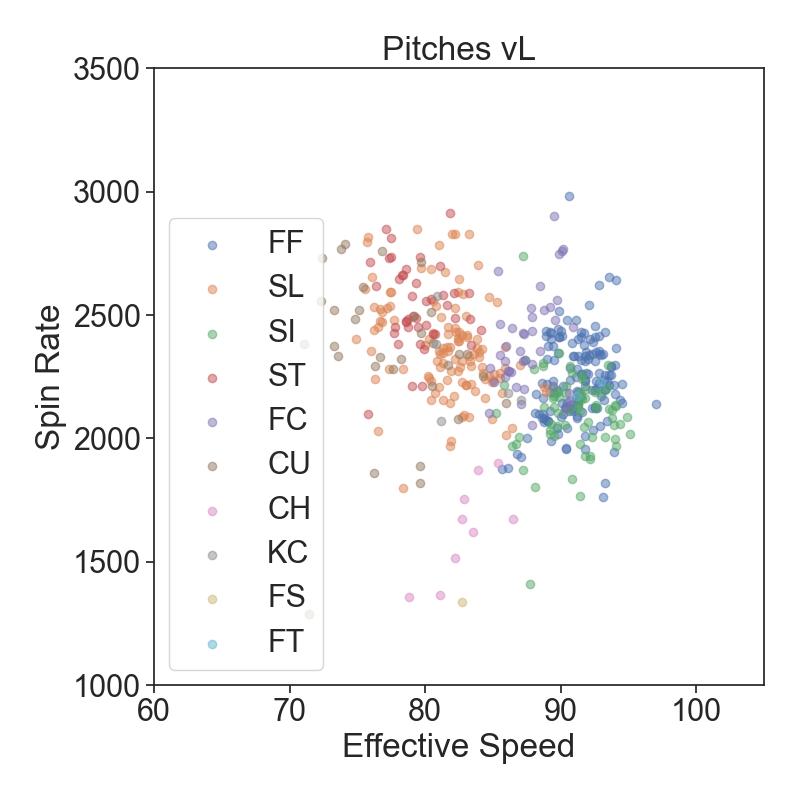 Pitches vL
3500
3000
2500
2000
1500
1000
Spin Rate
FF
SL
SI
ST
FC
CU
CH
KC
FS
FT
60
70
80
90
100
Effective Speed